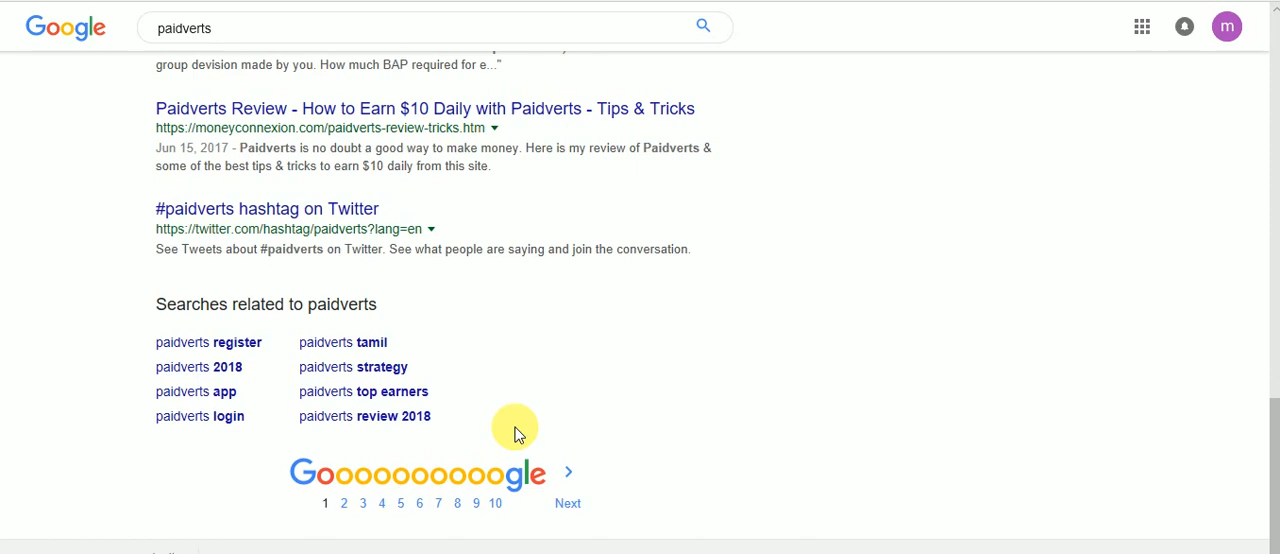 Google
paidverts
m
group devision made by you. How much BAP required for e..."
Paidverts Review - How to Earn $10 Daily with Paidverts - Tips & Tricks
https://moneyconnexion.com/paidverts-review-tricks.htm
Jun 15, 2017 - Paidverts is no doubt a good way to make money. Here is my review of Paidverts &
some of the best tips & tricks to earn $10 daily from this site.
#paidverts hashtag on Twitter
https://twitter.com/hashtag/paidverts?lang=en
See Tweets about #paidverts on Twitter. See what people are saying and join the conversation.
Searches related to paidverts
paidverts register
paidverts tamil
paidverts 2018
paidverts strategy
paidverts app
paidverts top earners
paidverts login
paidverts review 2018
Goooooooooogle
1 2 3 4 5 6 7 8 9 10 Next